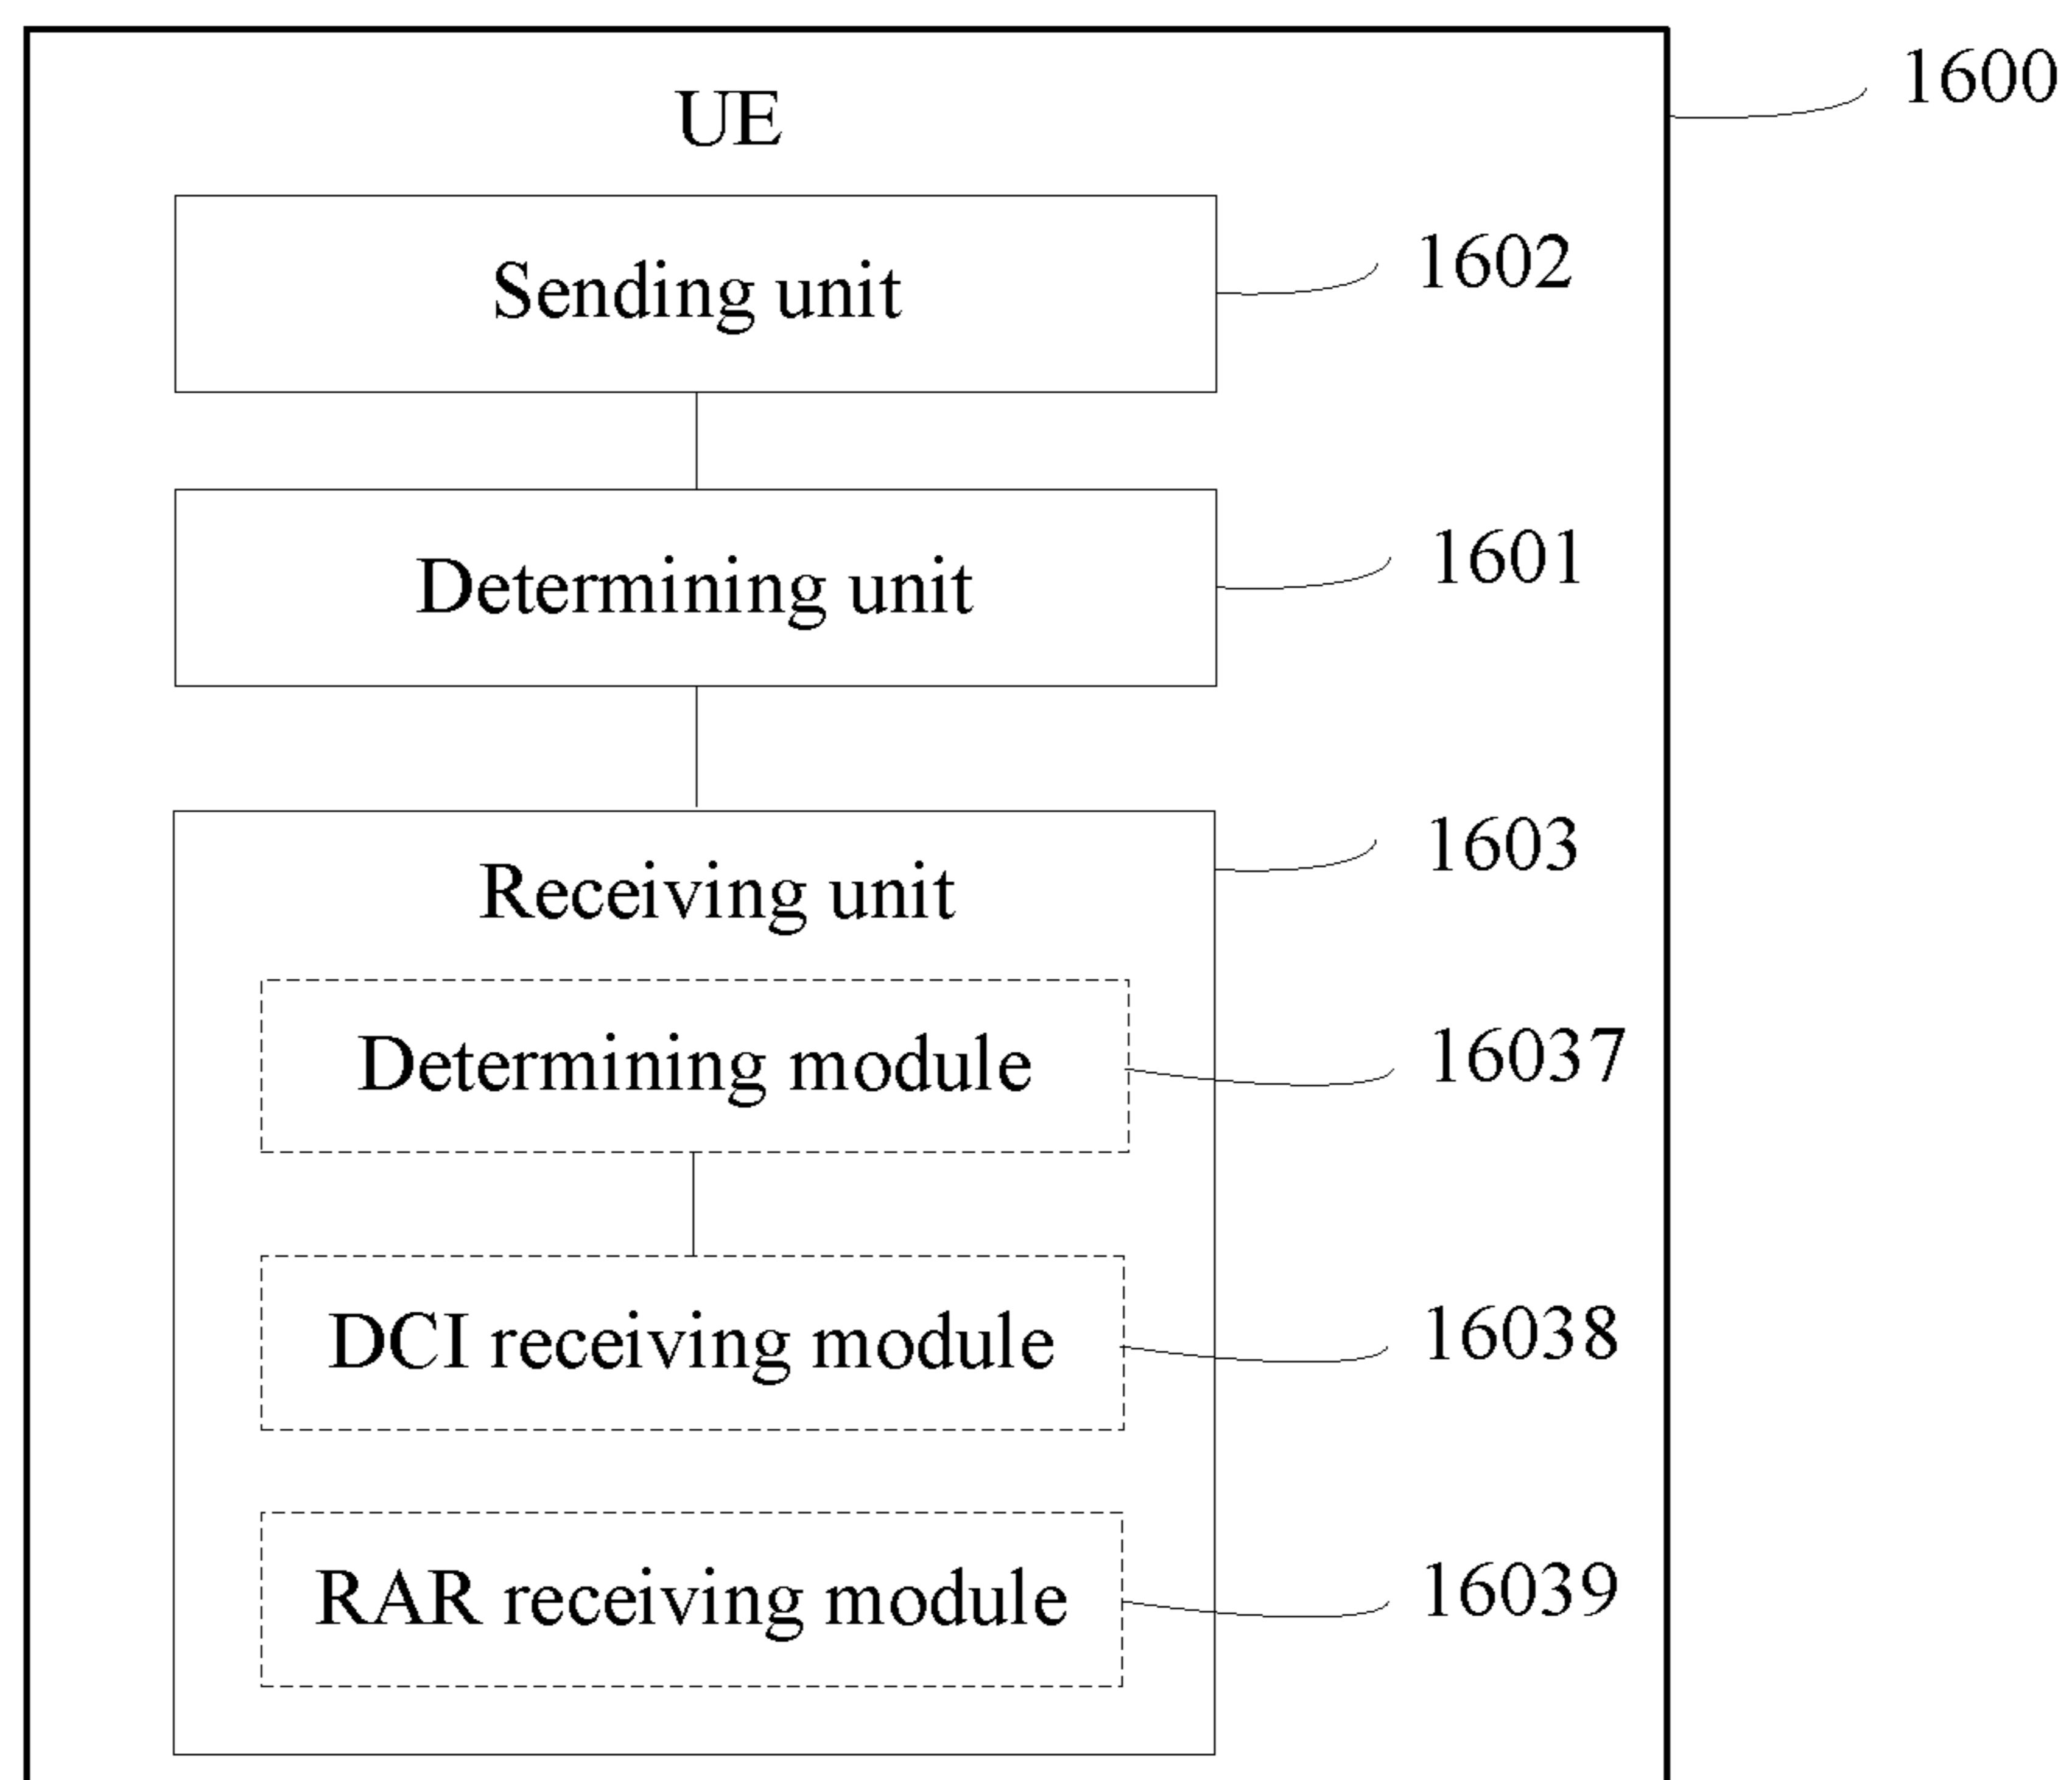 UE
1600
Sending unit
1602
Determining unit
1601
Receiving unit
1603
Determining module
16037
DCI receiving module
16038
RAR receiving module
16039